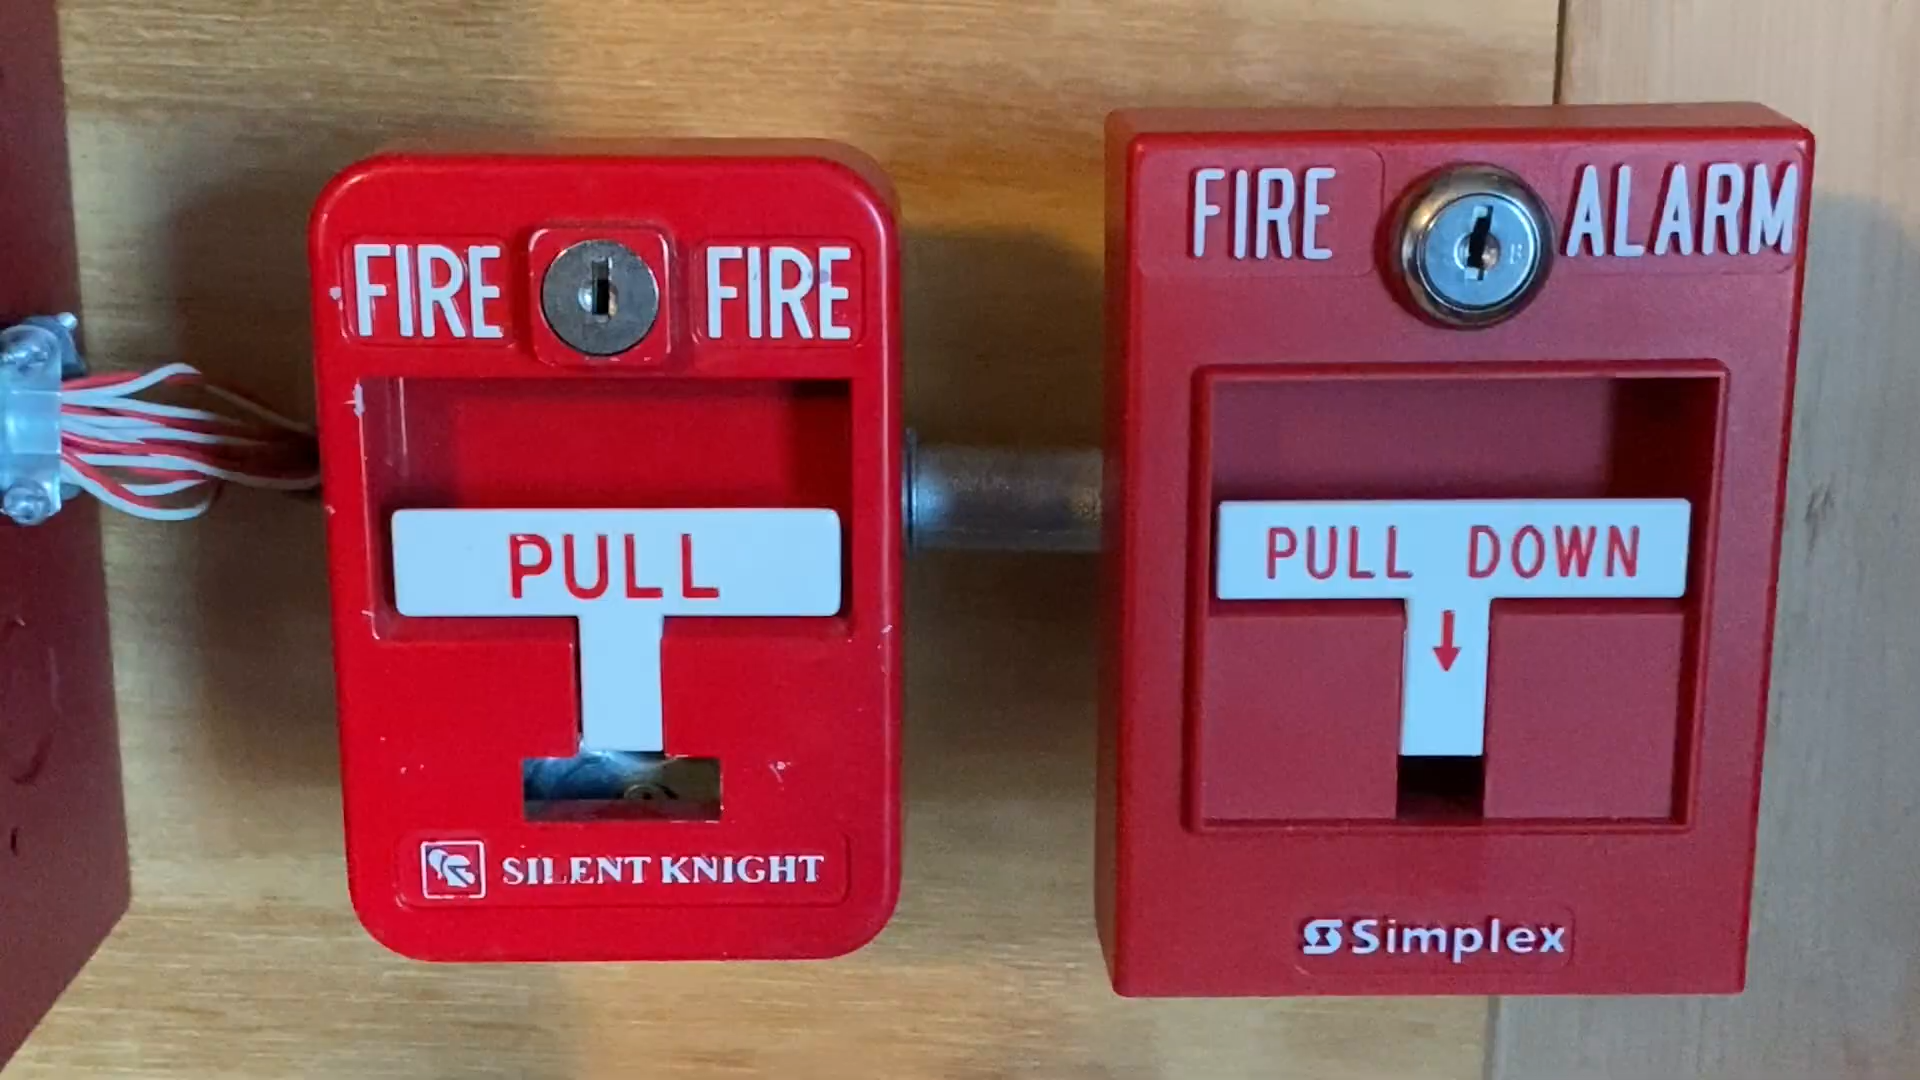 FIRE FIRE
PULL
SILENT KNIGHT
FIRE ALARM
PULL DOWN
Simplex